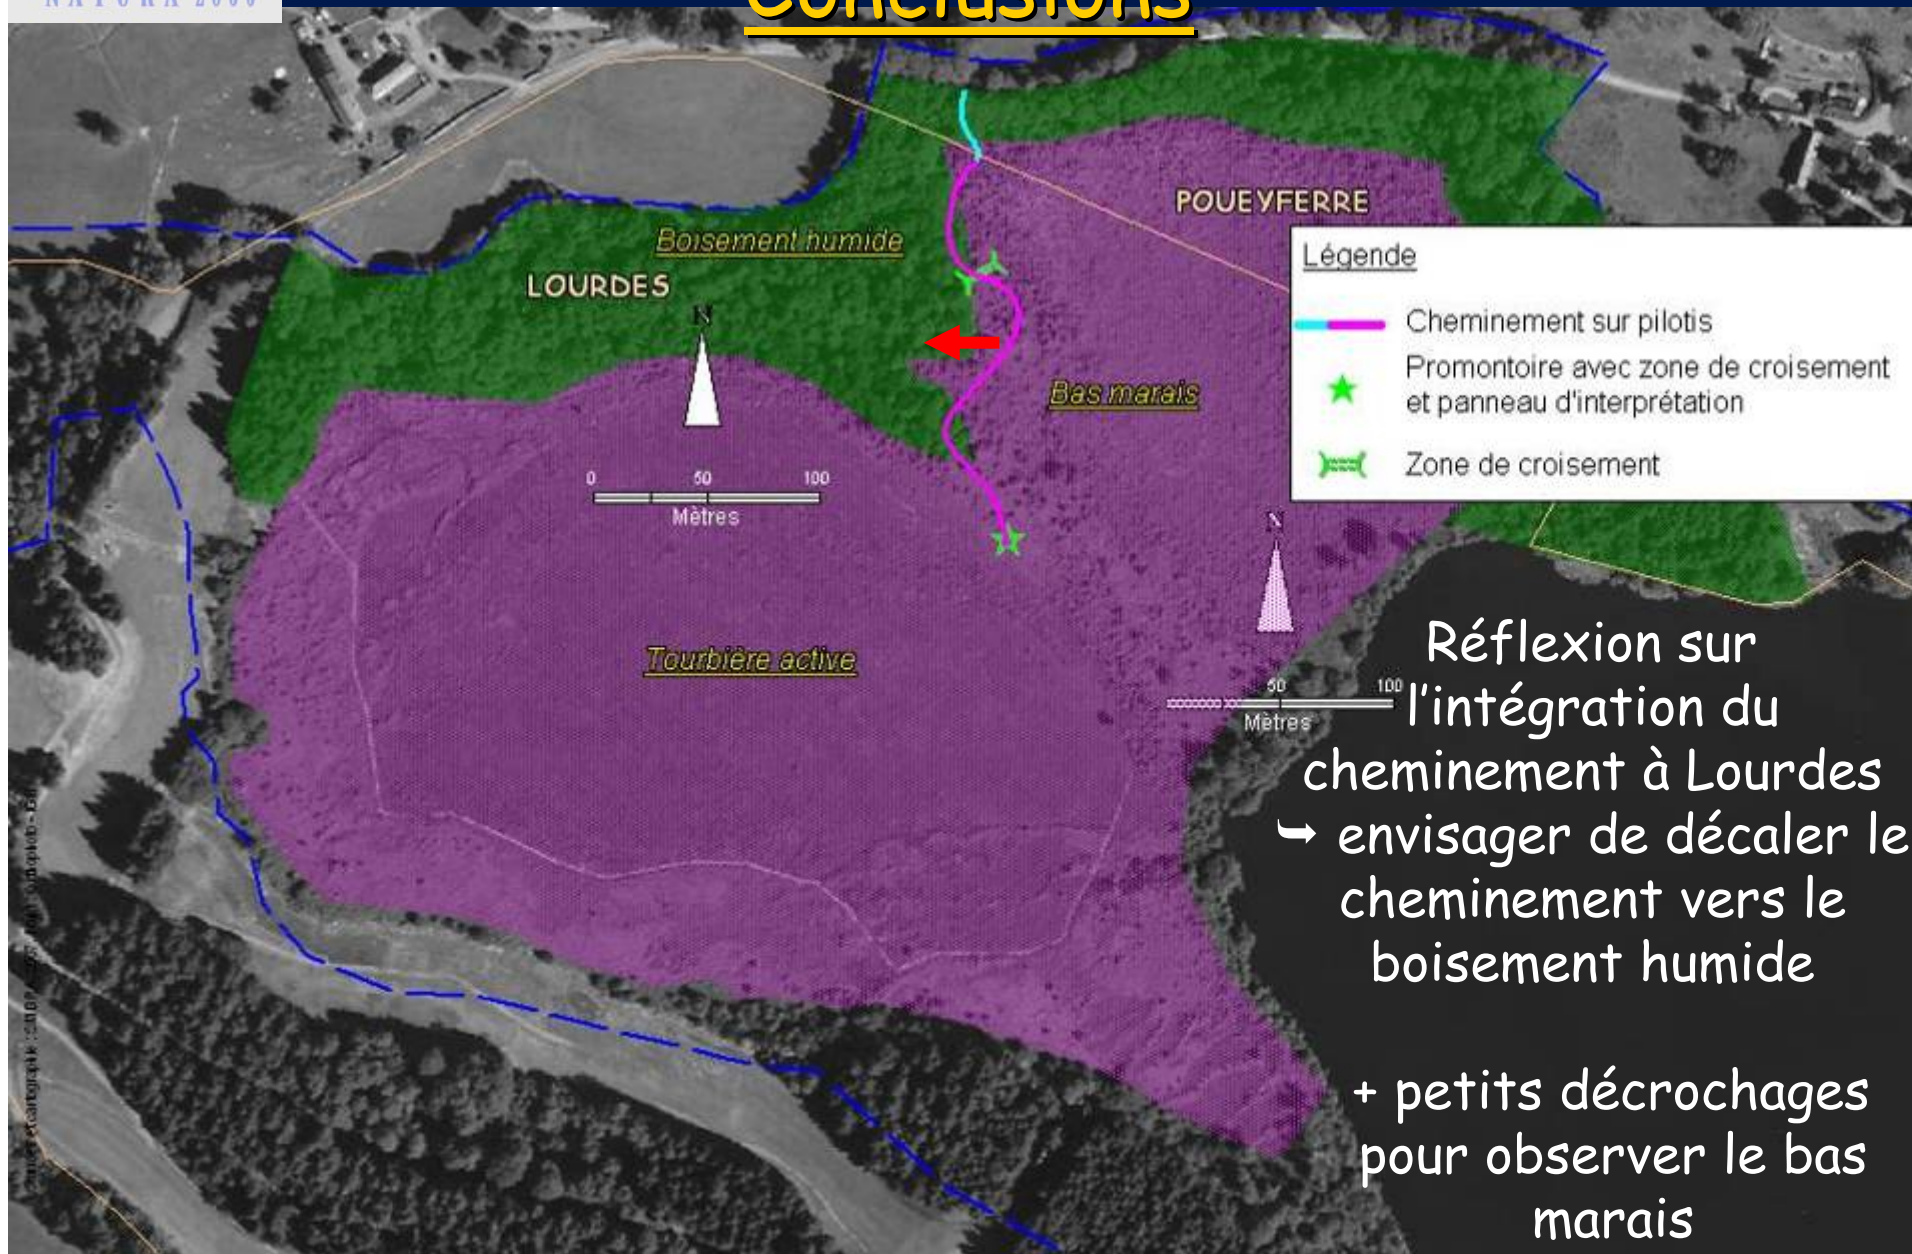 NATURA 2000
Conclusions
POUEYFERRE
Boisement humide
LOURDES
Légende
Cheminement sur pilotis
Promontoire avec zone de croisement
et panneau d'interprétation
Zone de croisement
N
Bas marais
0 50 100
Mètres
N
Tourbière active
50 100
Mètres
Réflexion sur
l'intégration du
cheminement à Lourdes
➥ envisager de décaler le
cheminement vers le
boisement humide
+ petits décrochages
pour observer le bas
marais